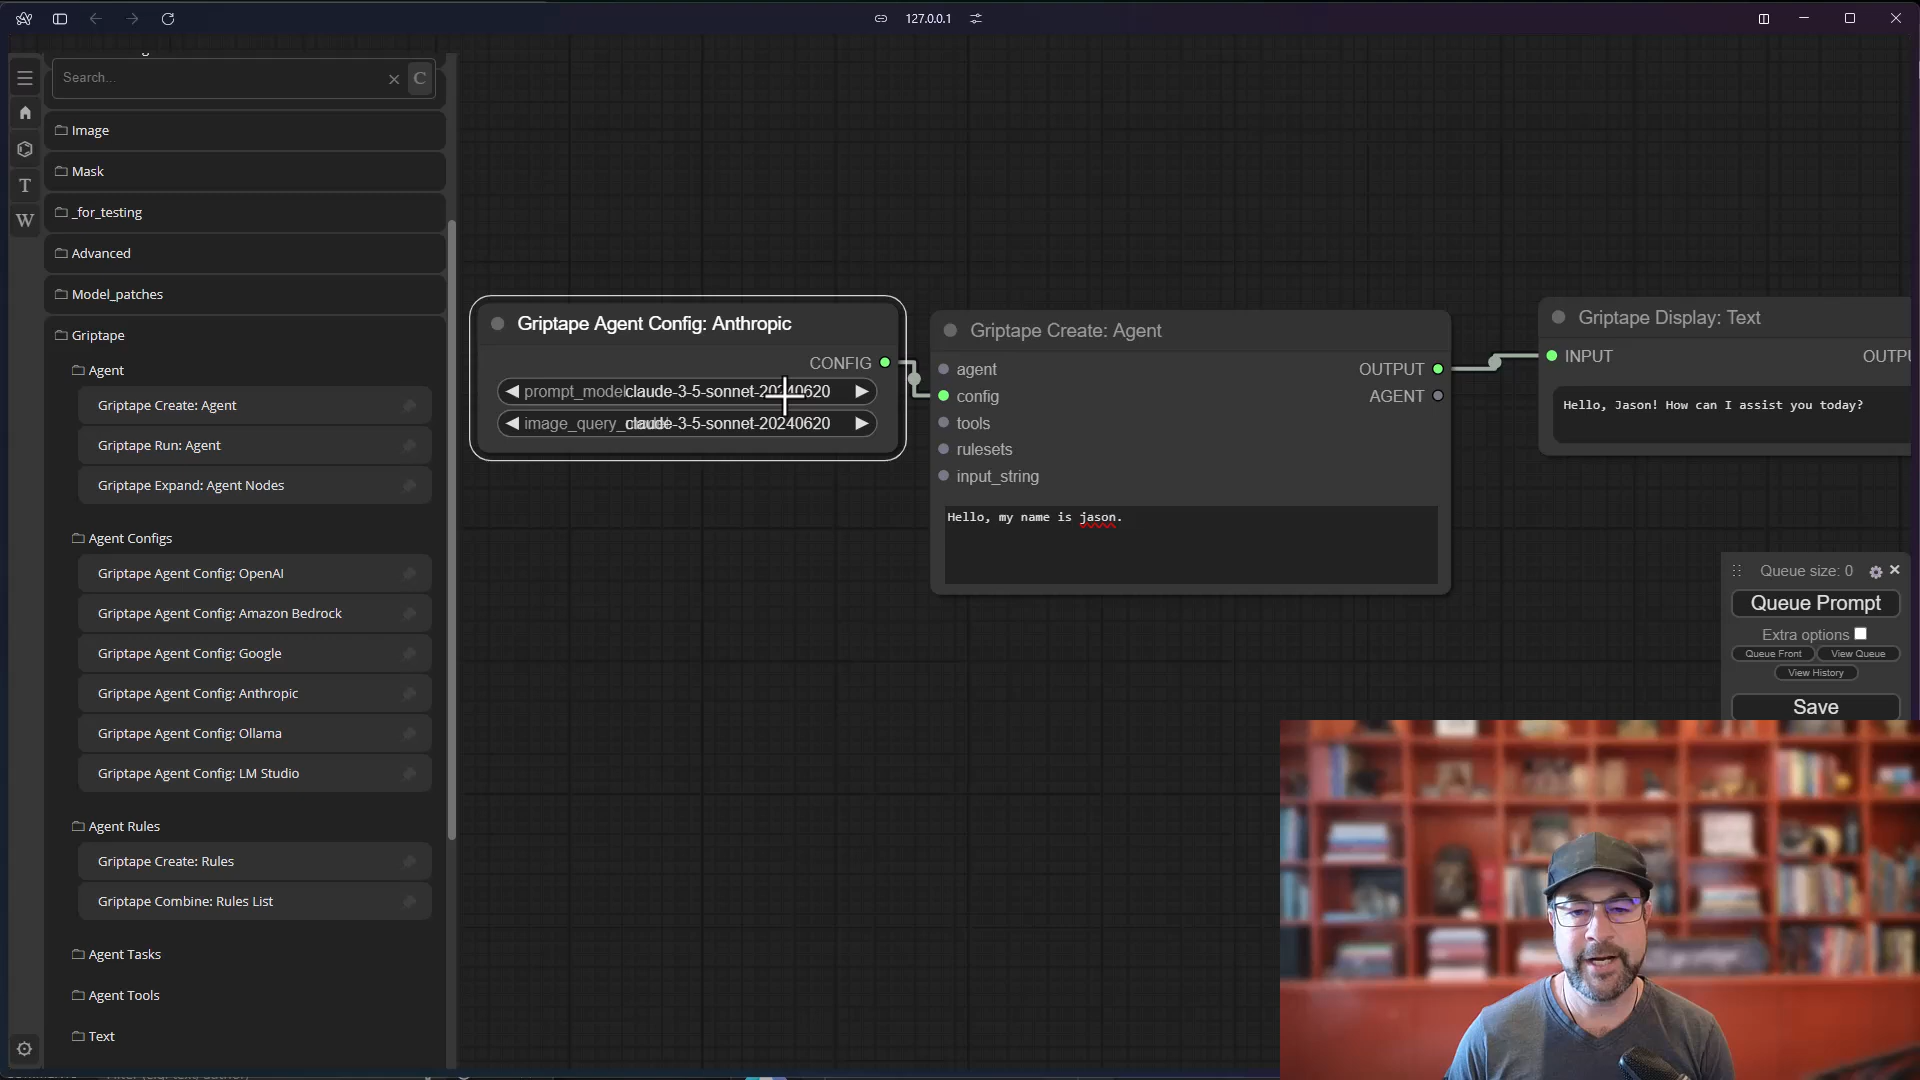 127.0.0.1
Search...
C
T
W
Image
Mask
_for_testing
Advanced
Model_patches
Griptape
Agent
Griptape Create: Agent
Griptape Run: Agent
Griptape Expand: Agent Nodes
Agent Configs
Griptape Agent Config: OpenAI
Griptape Agent Config: Amazon Bedrock
Griptape Agent Config: Google
Griptape Agent Config: Anthropic
Griptape Agent Config: Ollama
Griptape Agent Config: LM Studio
Agent Rules
Griptape Create: Rules
Griptape Combine: Rules List
Agent Tasks
Agent Tools
Text
Griptape Agent Config: Anthropic
CONFIG
prompt_model claude-3-5-sonnet-20240620
image_query_ claude-3-5-sonnet-20240620
Griptape Create: Agent
agent OUTPUT
config AGENT
tools
rulesets
input_string
Hello, my name is jason.
Griptape Display: Text
INPUT OUTPU
Hello, Jason! How can I assist you today?
Queue size: 0
Queue Prompt
Extra options
Queue Front View Queue
View History
Save